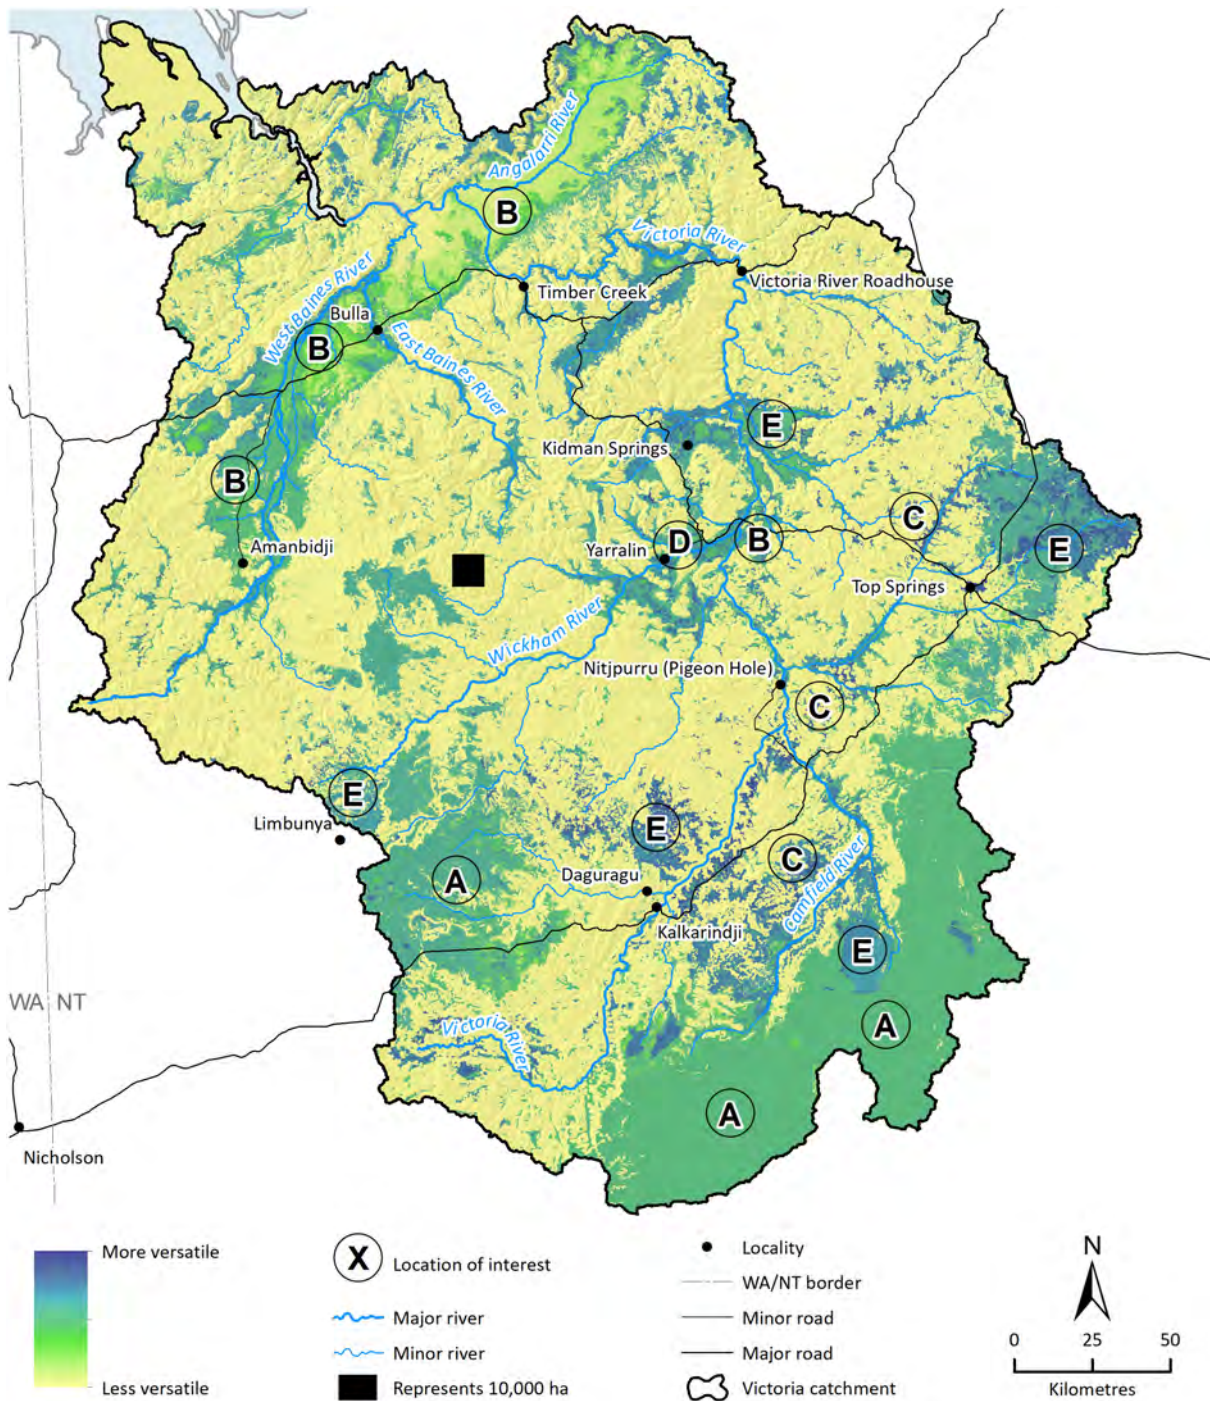 Angalarri River
B
Victoria River
Victoria River Roadhouse
Timber Creek
West Baines River
Bulla
B
East Baines River
E
Kidman Springs
B
C
D
B
E
Yarralin
Amanbidji
Top Springs
Wickham River
Nitjpurru (Pigeon Hole)
C
E
Limbunya
E
C
A
Daguragu
Camfield River
Kalkarindji
E
WA NT
A
Victoria River
A
Nicholson
More versatile
Less versatile
X Location of interest
Major river
Minor river
Represents 10,000 ha
Locality
WA/NT border
Minor road
Major road
Victoria catchment
N
0 25 50
Kilometres